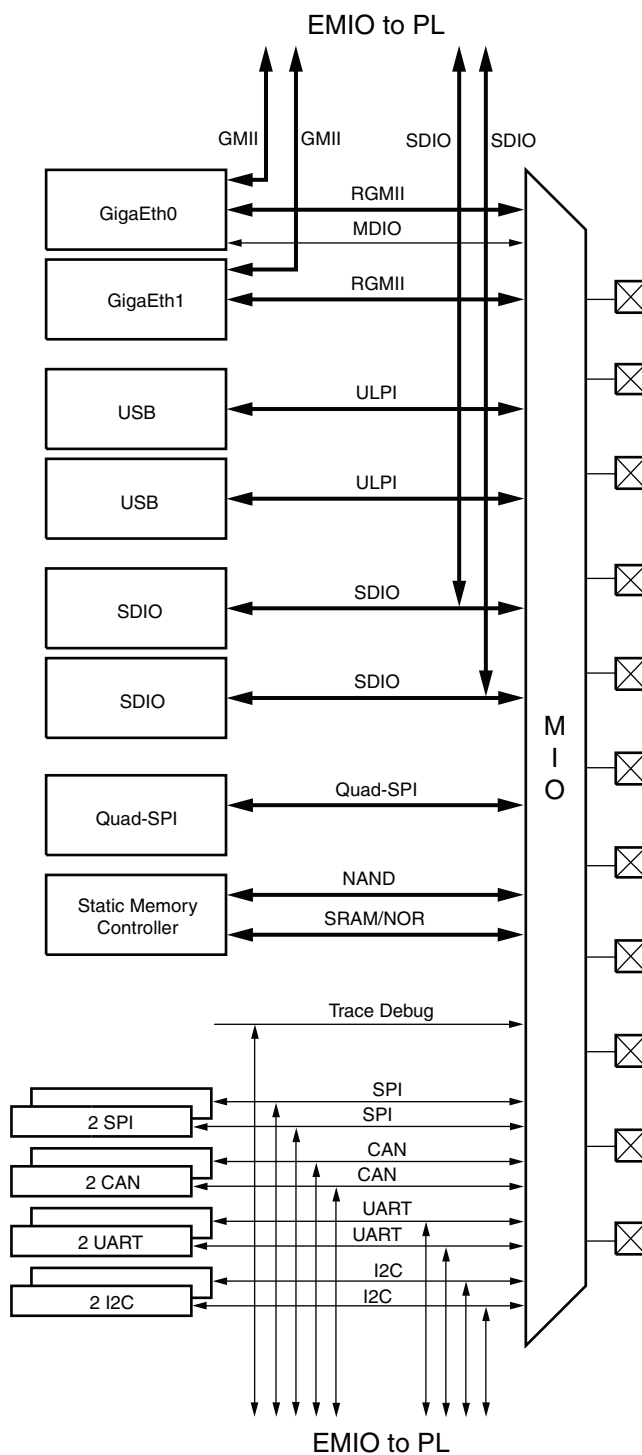 EMIO to PL
GMII
GMII
SDIO
SDIO
GigaEth0
RGMII
MDIO
GigaEth1
RGMII
USB
ULPI
USB
ULPI
SDIO
SDIO
SDIO
SDIO
M
I
O
Quad-SPI
Quad-SPI
Static Memory
Controller
NAND
SRAM/NOR
Trace Debug
SPI
2 SPI
SPI
CAN
2 CAN
CAN
UART
2 UART
UART
I2C
2 I2C
I2C
EMIO to PL